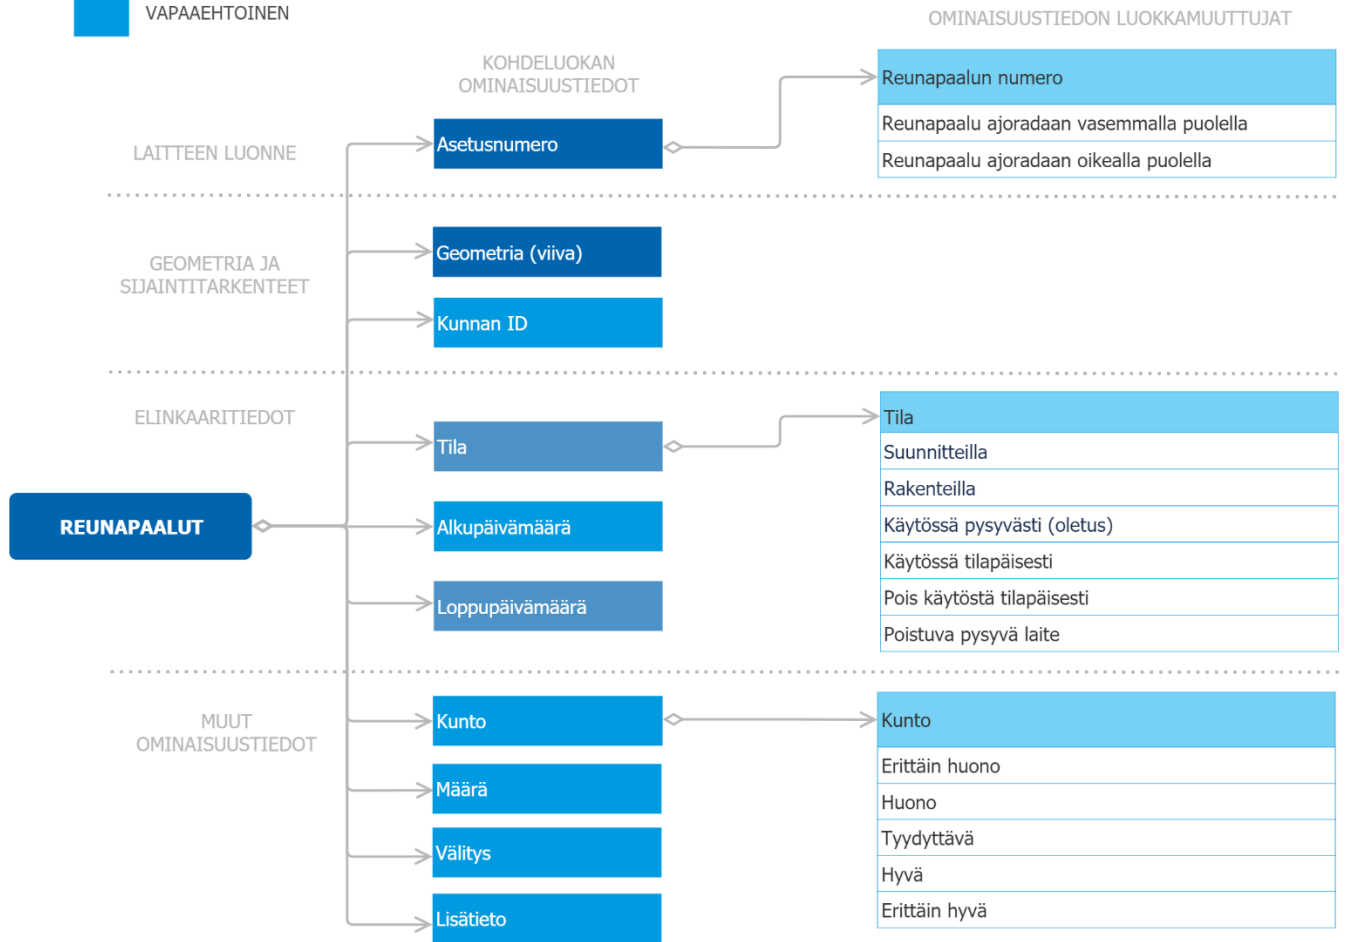 VAPAAEHTOINEN
OMINAISUUSTIEDON LUOKKAMUUTTUJAT
KOHDELUOKAN
OMINAISUUSTIEDOT
LAITTEEN LUONNE
Asetusnumero
Reunapaalun numero
Reunapaalu ajoradaan vasemmalla puolella
Reunapaalu ajoradaan oikealla puolella
GEOMETRIA JA
SIJAINTITARKENTEET
Geometria (viiva)
Kunnan ID
ELINKAARITIEDOT
REUNAPAALUT
Tila
Alkupäivämäärä
Loppupäivämäärä
Tila
Suunnitteilla
Rakenteilla
Käytössä pysyvästi (oletus)
Käytössä tilapäisesti
Pois käytöstä tilapäisesti
Poistuva pysyvä laite
MUUT
OMINAISUUSTIEDOT
Kunto
Määrä
Välitys
Lisätieto
Kunto
Erittäin huono
Huono
Tyydyttävä
Hyvä
Erittäin hyvä